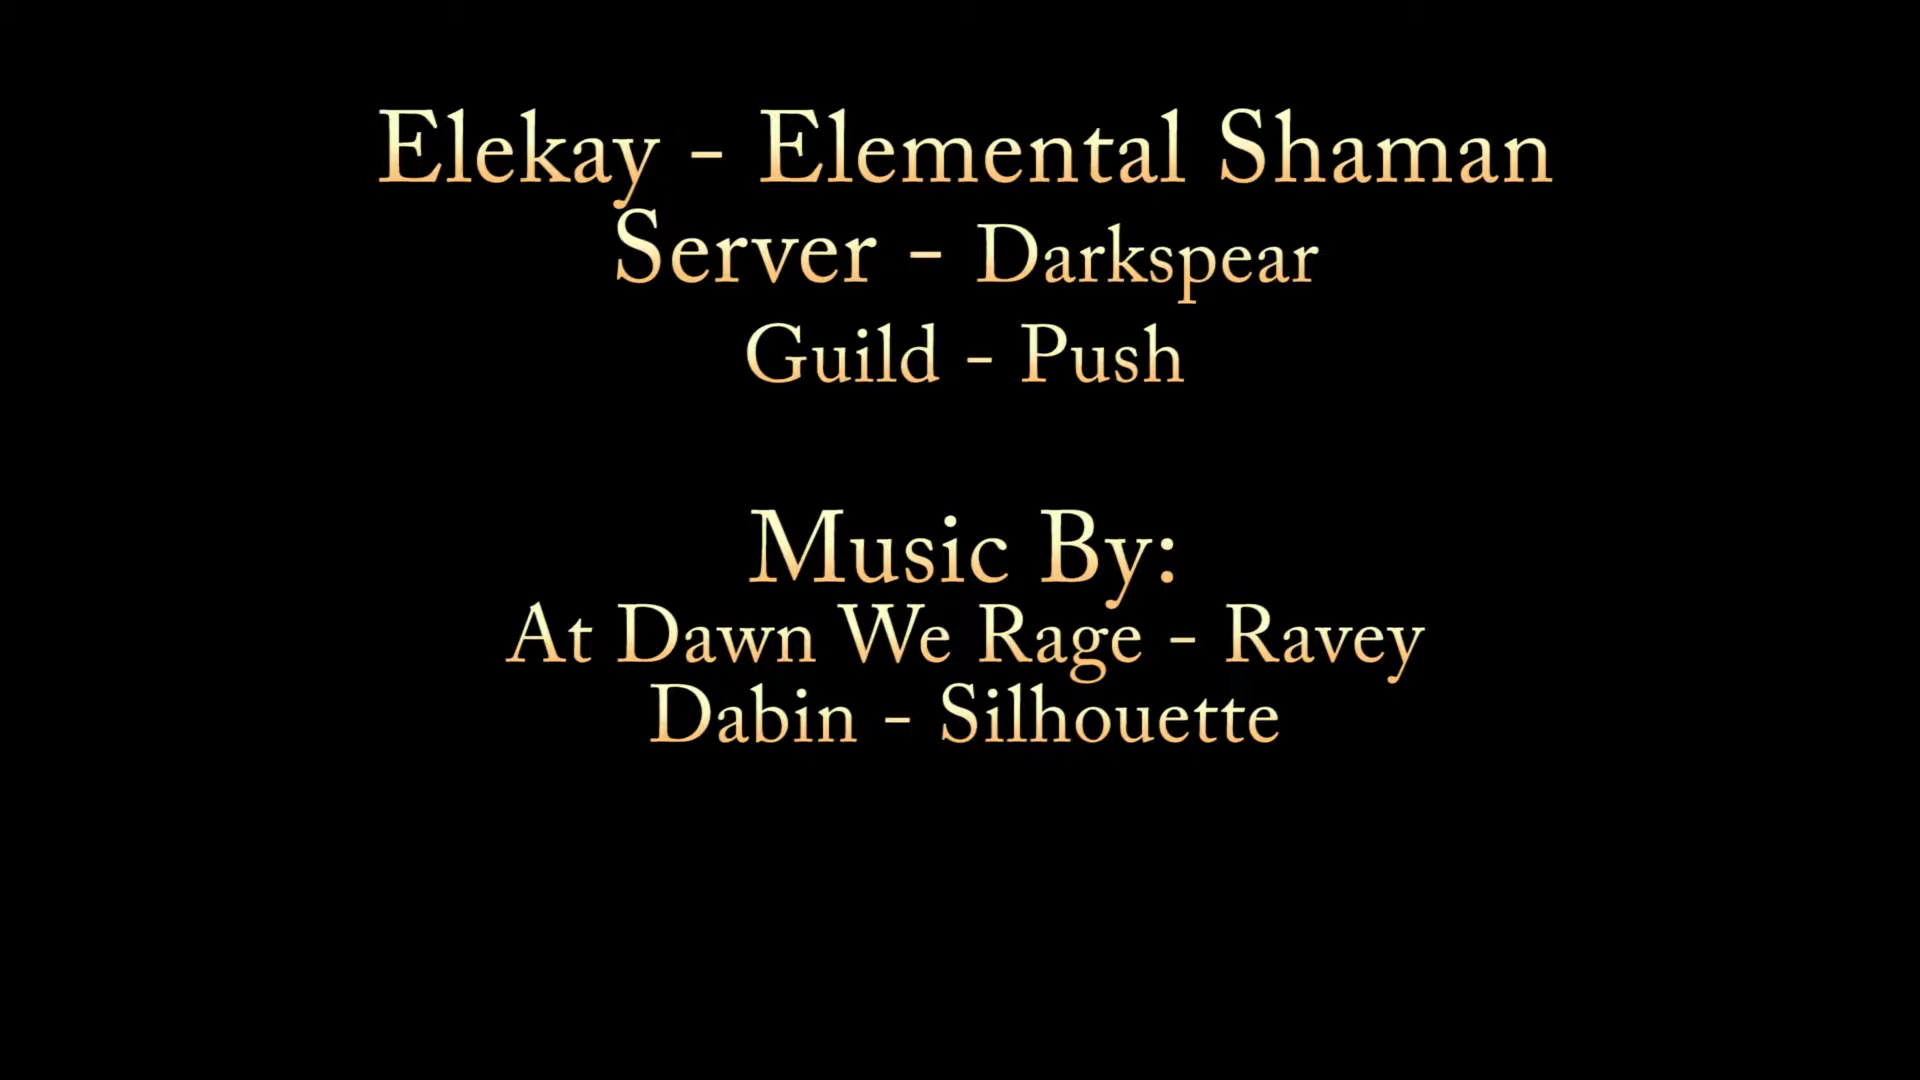 Elekay - Elemental Shaman
Server - Darkspear
Guild - Push
Music By:
At Dawn We Rage - Ravey
Dabin - Silhouette